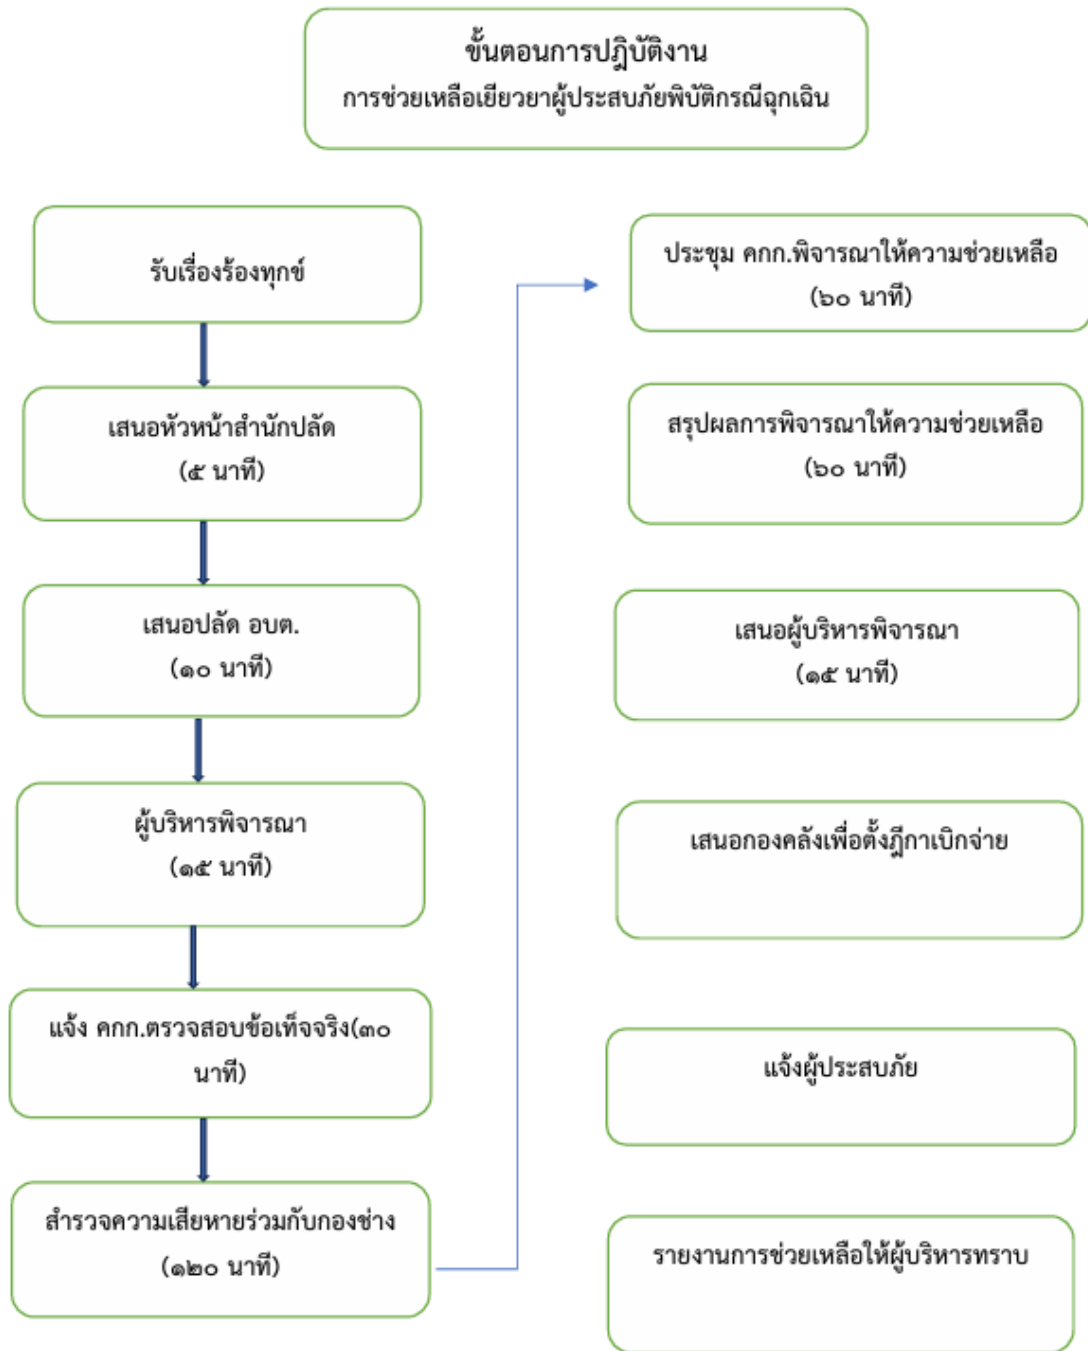 ขั้นตอนการปฎิบัติงาน
การช่วยเหลือเยียวยาผู้ประสบภัยพิบัติกรณีฉุกเฉิน
รับเรื่องร้องทุกข์
เสนอหัวหน้าสำนักปลัด
(๕ นาที)
เสนอปลัด อบต.
(๑๐ นาที)
ผู้บริหารพิจารณา
(๑๕ นาที)
แจ้ง คกก.ตรวจสอบข้อเท็จจริง(๓๐
นาที)
สำรวจความเสียหายร่วมกับกองช่าง
(๑๒๐ นาที)
ประชุม คกก.พิจารณาให้ความช่วยเหลือ
(๖๐ นาที)
สรุปผลการพิจารณาให้ความช่วยเหลือ
(๖๐ นาที)
เสนอผู้บริหารพิจารณา
(๑๕ นาที)
เสนอกองคลังเพื่อตั้งฎีกาเบิกจ่าย
แจ้งผู้ประสบภัย
รายงานการช่วยเหลือให้ผู้บริหารทราบ